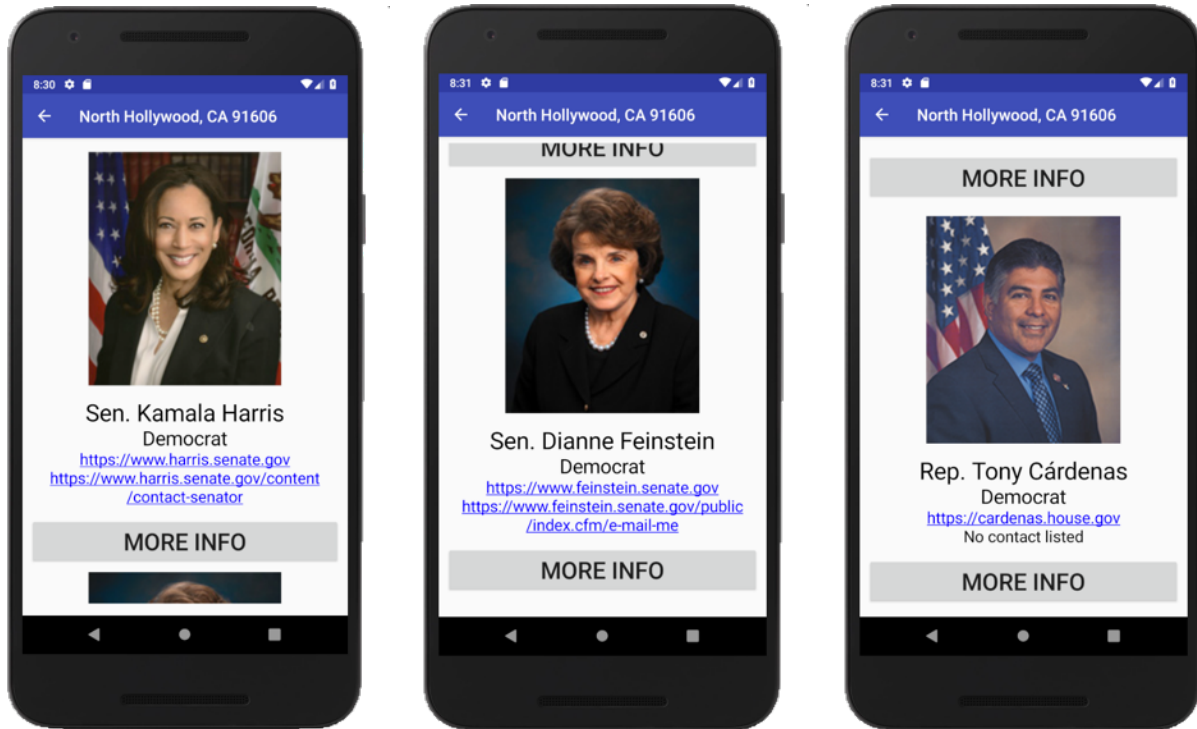 8:30
North Hollywood, CA 91606
Sen. Kamala Harris
Democrat
https://www.harris.senate.gov
https://www.harris.senate.gov/content
/contact-senator
MORE INFO
8:31
North Hollywood, CA 91606
MORE INFO
Sen. Dianne Feinstein
Democrat
https://www.feinstein.senate.gov
https://www.feinstein.senate.gov/public
/index.cfm/e-mail-me
MORE INFO
8:31
North Hollywood, CA 91606
MORE INFO
Rep. Tony Cárdenas
Democrat
https://cardenas.house.gov
No contact listed
MORE INFO